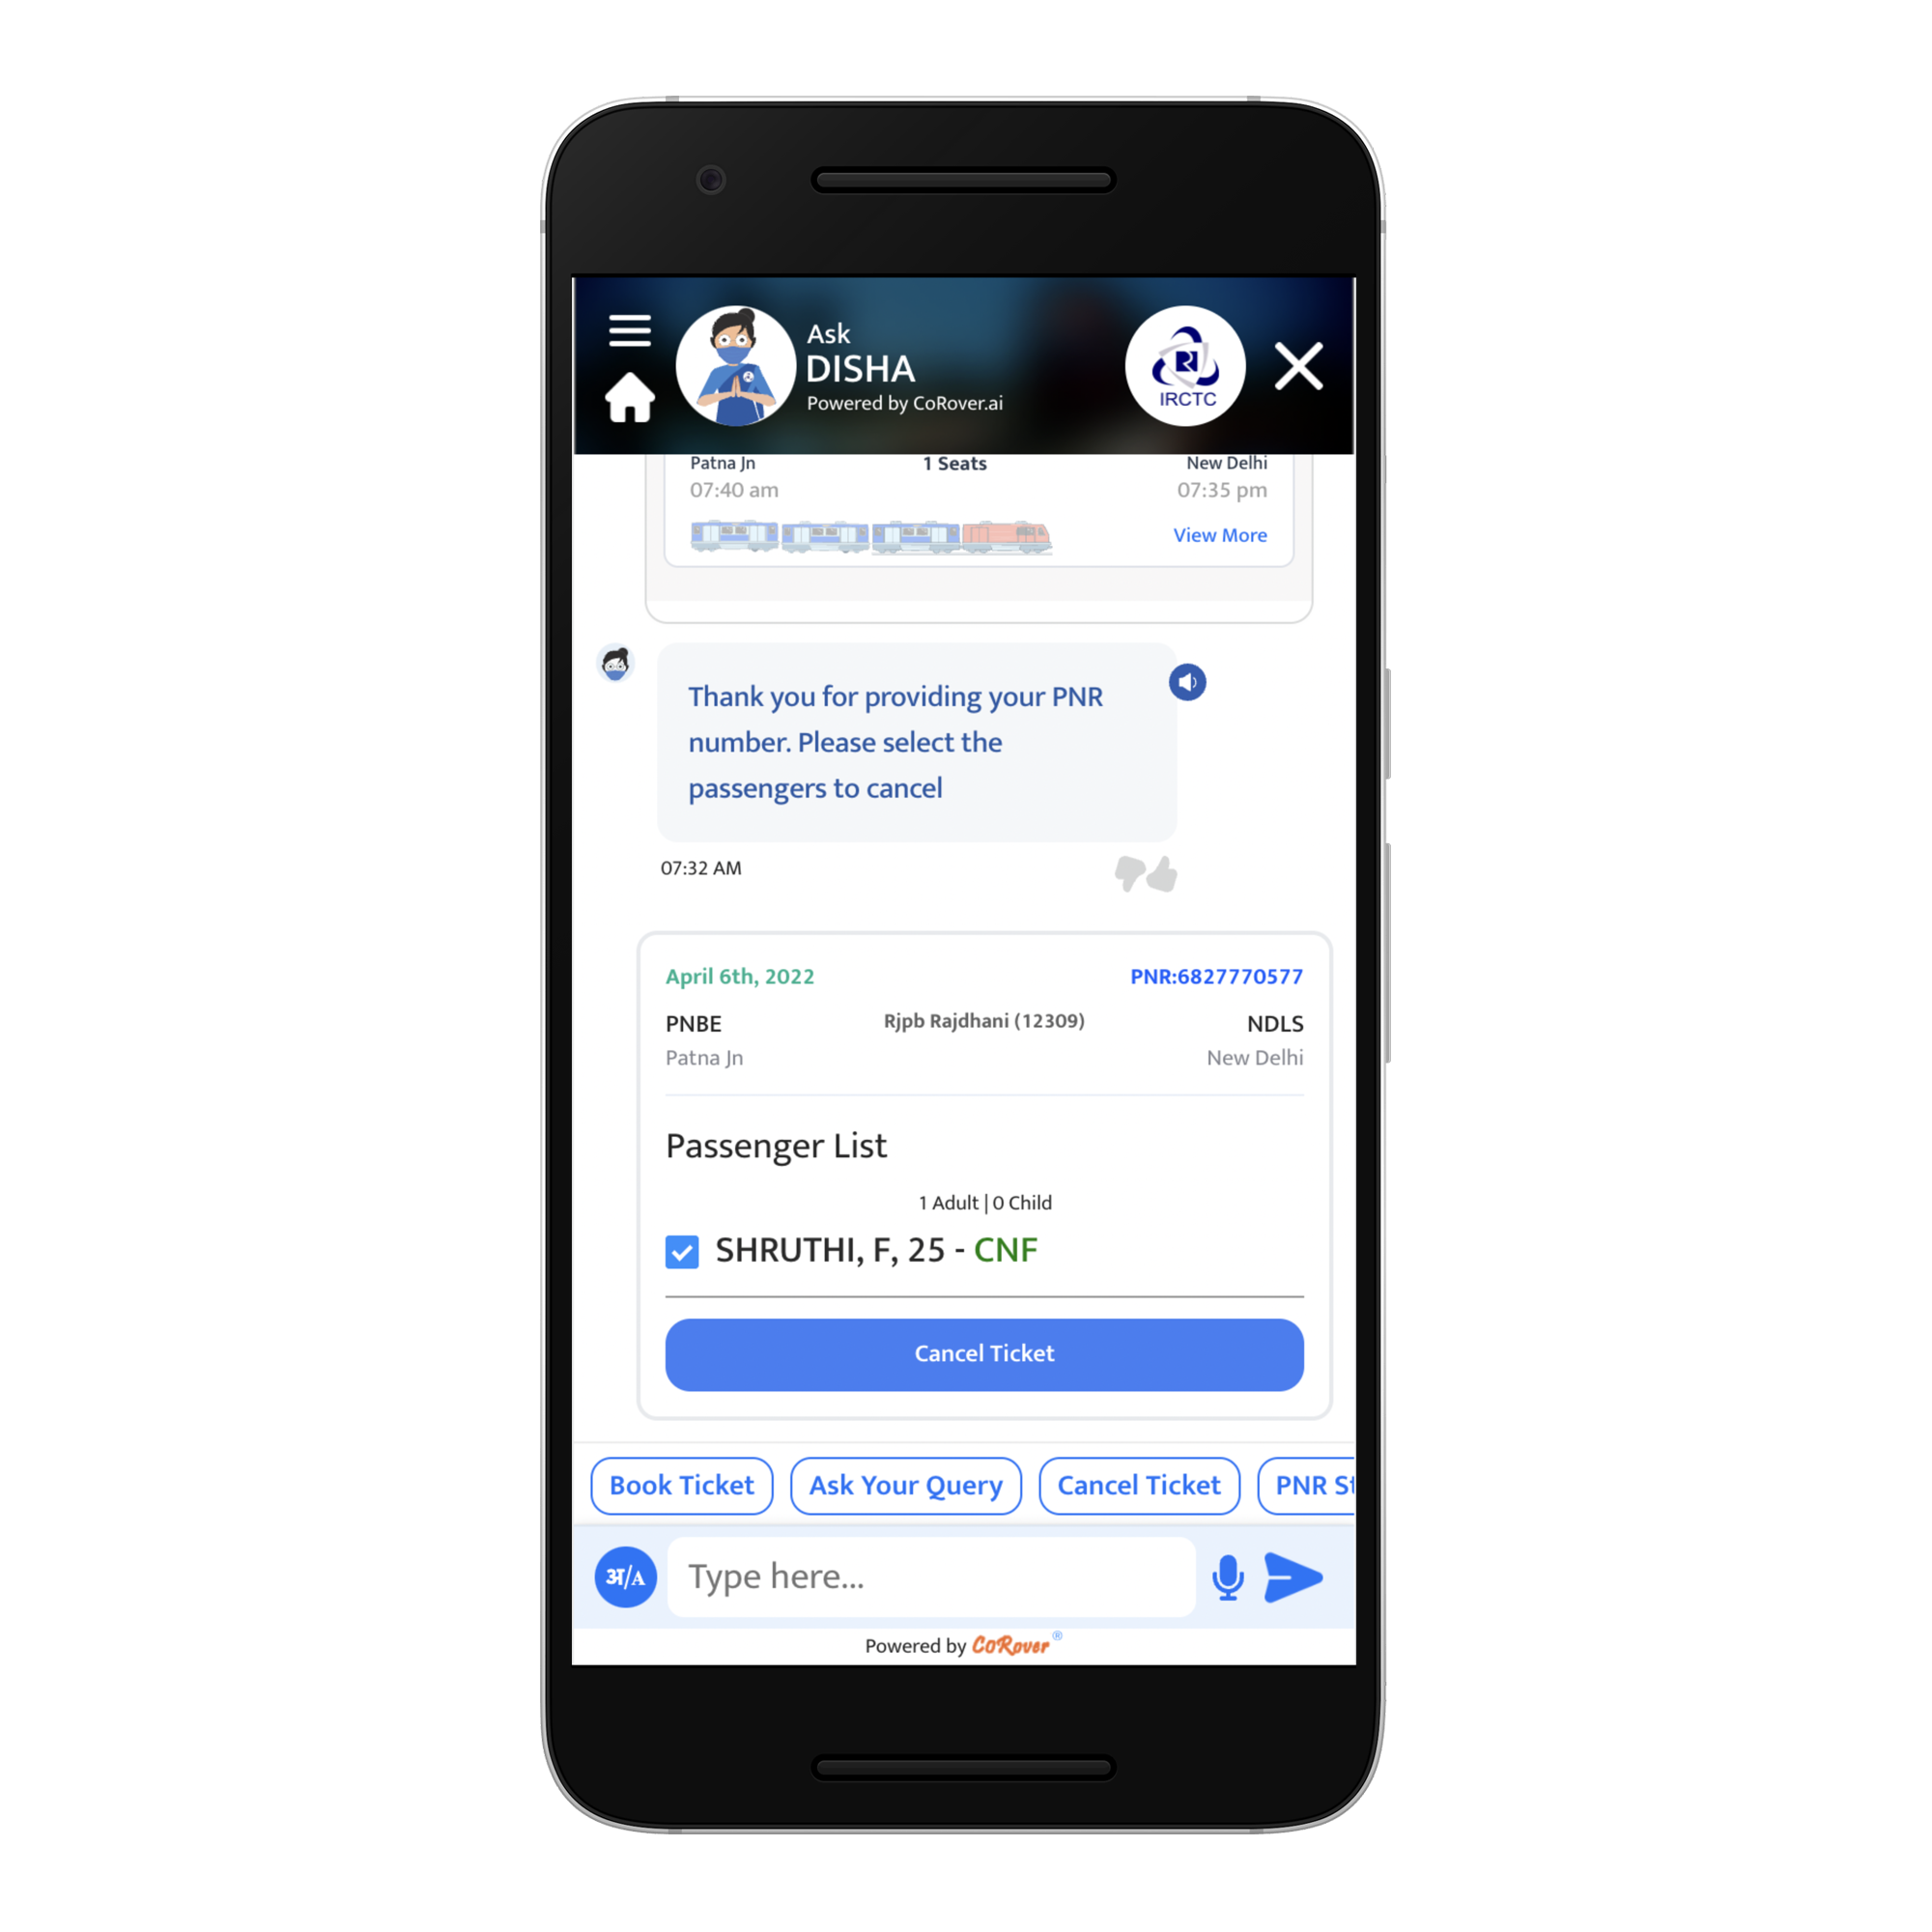 Ask
DISHA
Powered by CoRover.ai
IRCTC
Patna Jn 1 Seats New Delhi
07:40 am 07:35 pm
View More
Thank you for providing your PNR
number. Please select the
passengers to cancel
07:32 AM
April 6th, 2022 PNR:6827770577
PNBE Rjpb Rajdhani (12309) NDLS
Patna Jn New Delhi
Passenger List
1 Adult | 0 Child
SHRUTHI, F, 25 - CNF
Cancel Ticket
Book Ticket Ask Your Query Cancel Ticket PNR
अ/A Type here...
Powered by CoRover®